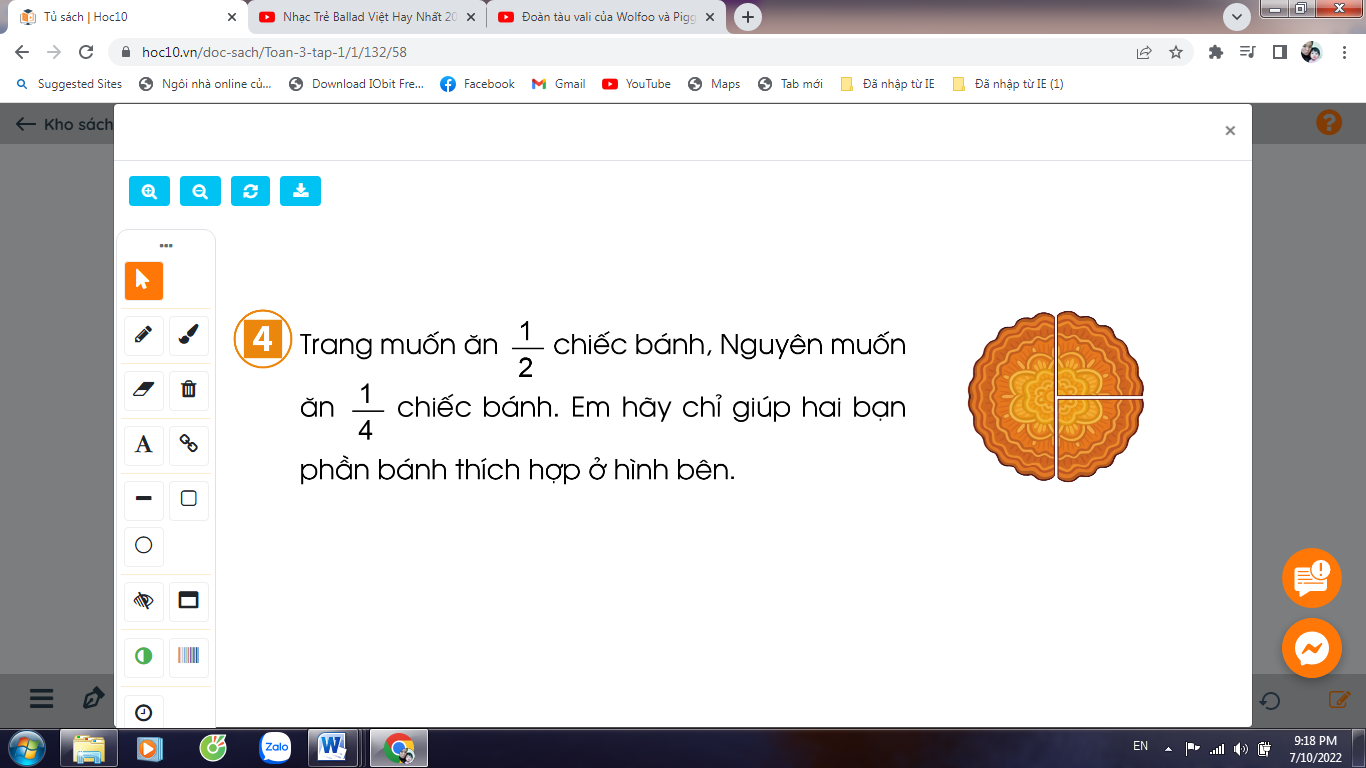 Tủ sách | Hoc10
Nhạc Trẻ Ballad Việt Hay Nhất 20
Đoàn tàu vali của Wolfoo và Pigg
hoc10.vn/doc-sach/Toan-3-tap-1/1/132/58
Suggested Sites
Ngôi nhà online củ...
Download IObit Fre...
Facebook
Gmail
YouTube
Maps
Tab mới
Đã nhập từ IE
Đã nhập từ IE (1)
Kho sách
4 Trang muốn ăn 1/2 chiếc bánh, Nguyên muốn
ăn 1/4 chiếc bánh. Em hãy chỉ giúp hai bạn
phần bánh thích hợp ở hình bên.
A
Zalo
EN
9:18 PM
7/10/2022